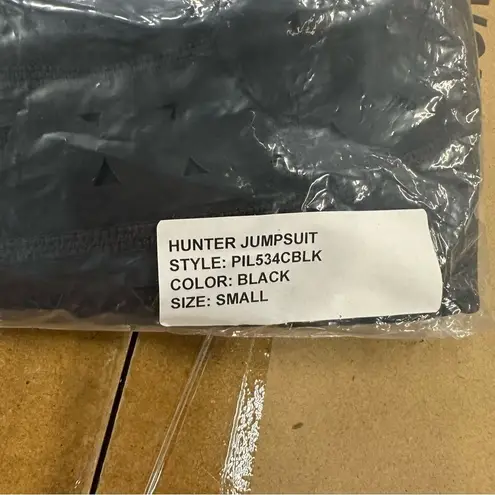 HUNTER JUMPSUIT
STYLE: PIL534CBLK
COLOR: BLACK
SIZE: SMALL